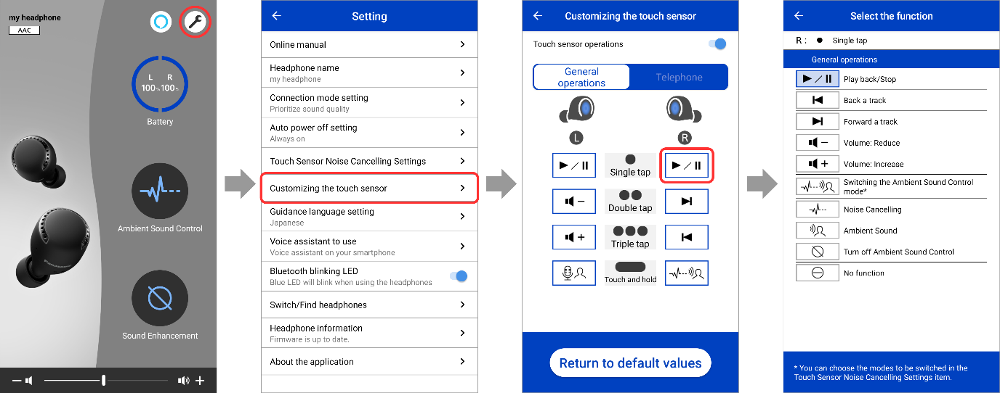 my headphone
AAC
L R
100% 100%
Battery
Ambient Sound Control
Sound Enhancement
Setting
Online manual
Headphone name
my headphone
Connection mode setting
Prioritize sound quality
Auto power off setting
Always on
Touch Sensor Noise Cancelling Settings
Customizing the touch sensor
Guidance language setting
Japanese
Voice assistant to use
Voice assistant on your smartphone
Bluetooth blinking LED
Blue LED will blink when using the headphones
Switch/Find headphones
Headphone information
Firmware is up to date.
About the application
Customizing the touch sensor
Touch sensor operations
General
operations
Telephone
L
R
Single tap
Double tap
Triple tap
Touch and hold
Return to default values
Select the function
R : ● Single tap
General operations
Play back/Stop
Back a track
Forward a track
Volume: Reduce
Volume: Increase
Switching the Ambient Sound Control
mode*
Noise Cancelling
Ambient Sound
Turn off Ambient Sound Control
No function
* You can choose the modes to be switched in the
Touch Sensor Noise Cancelling Settings item.